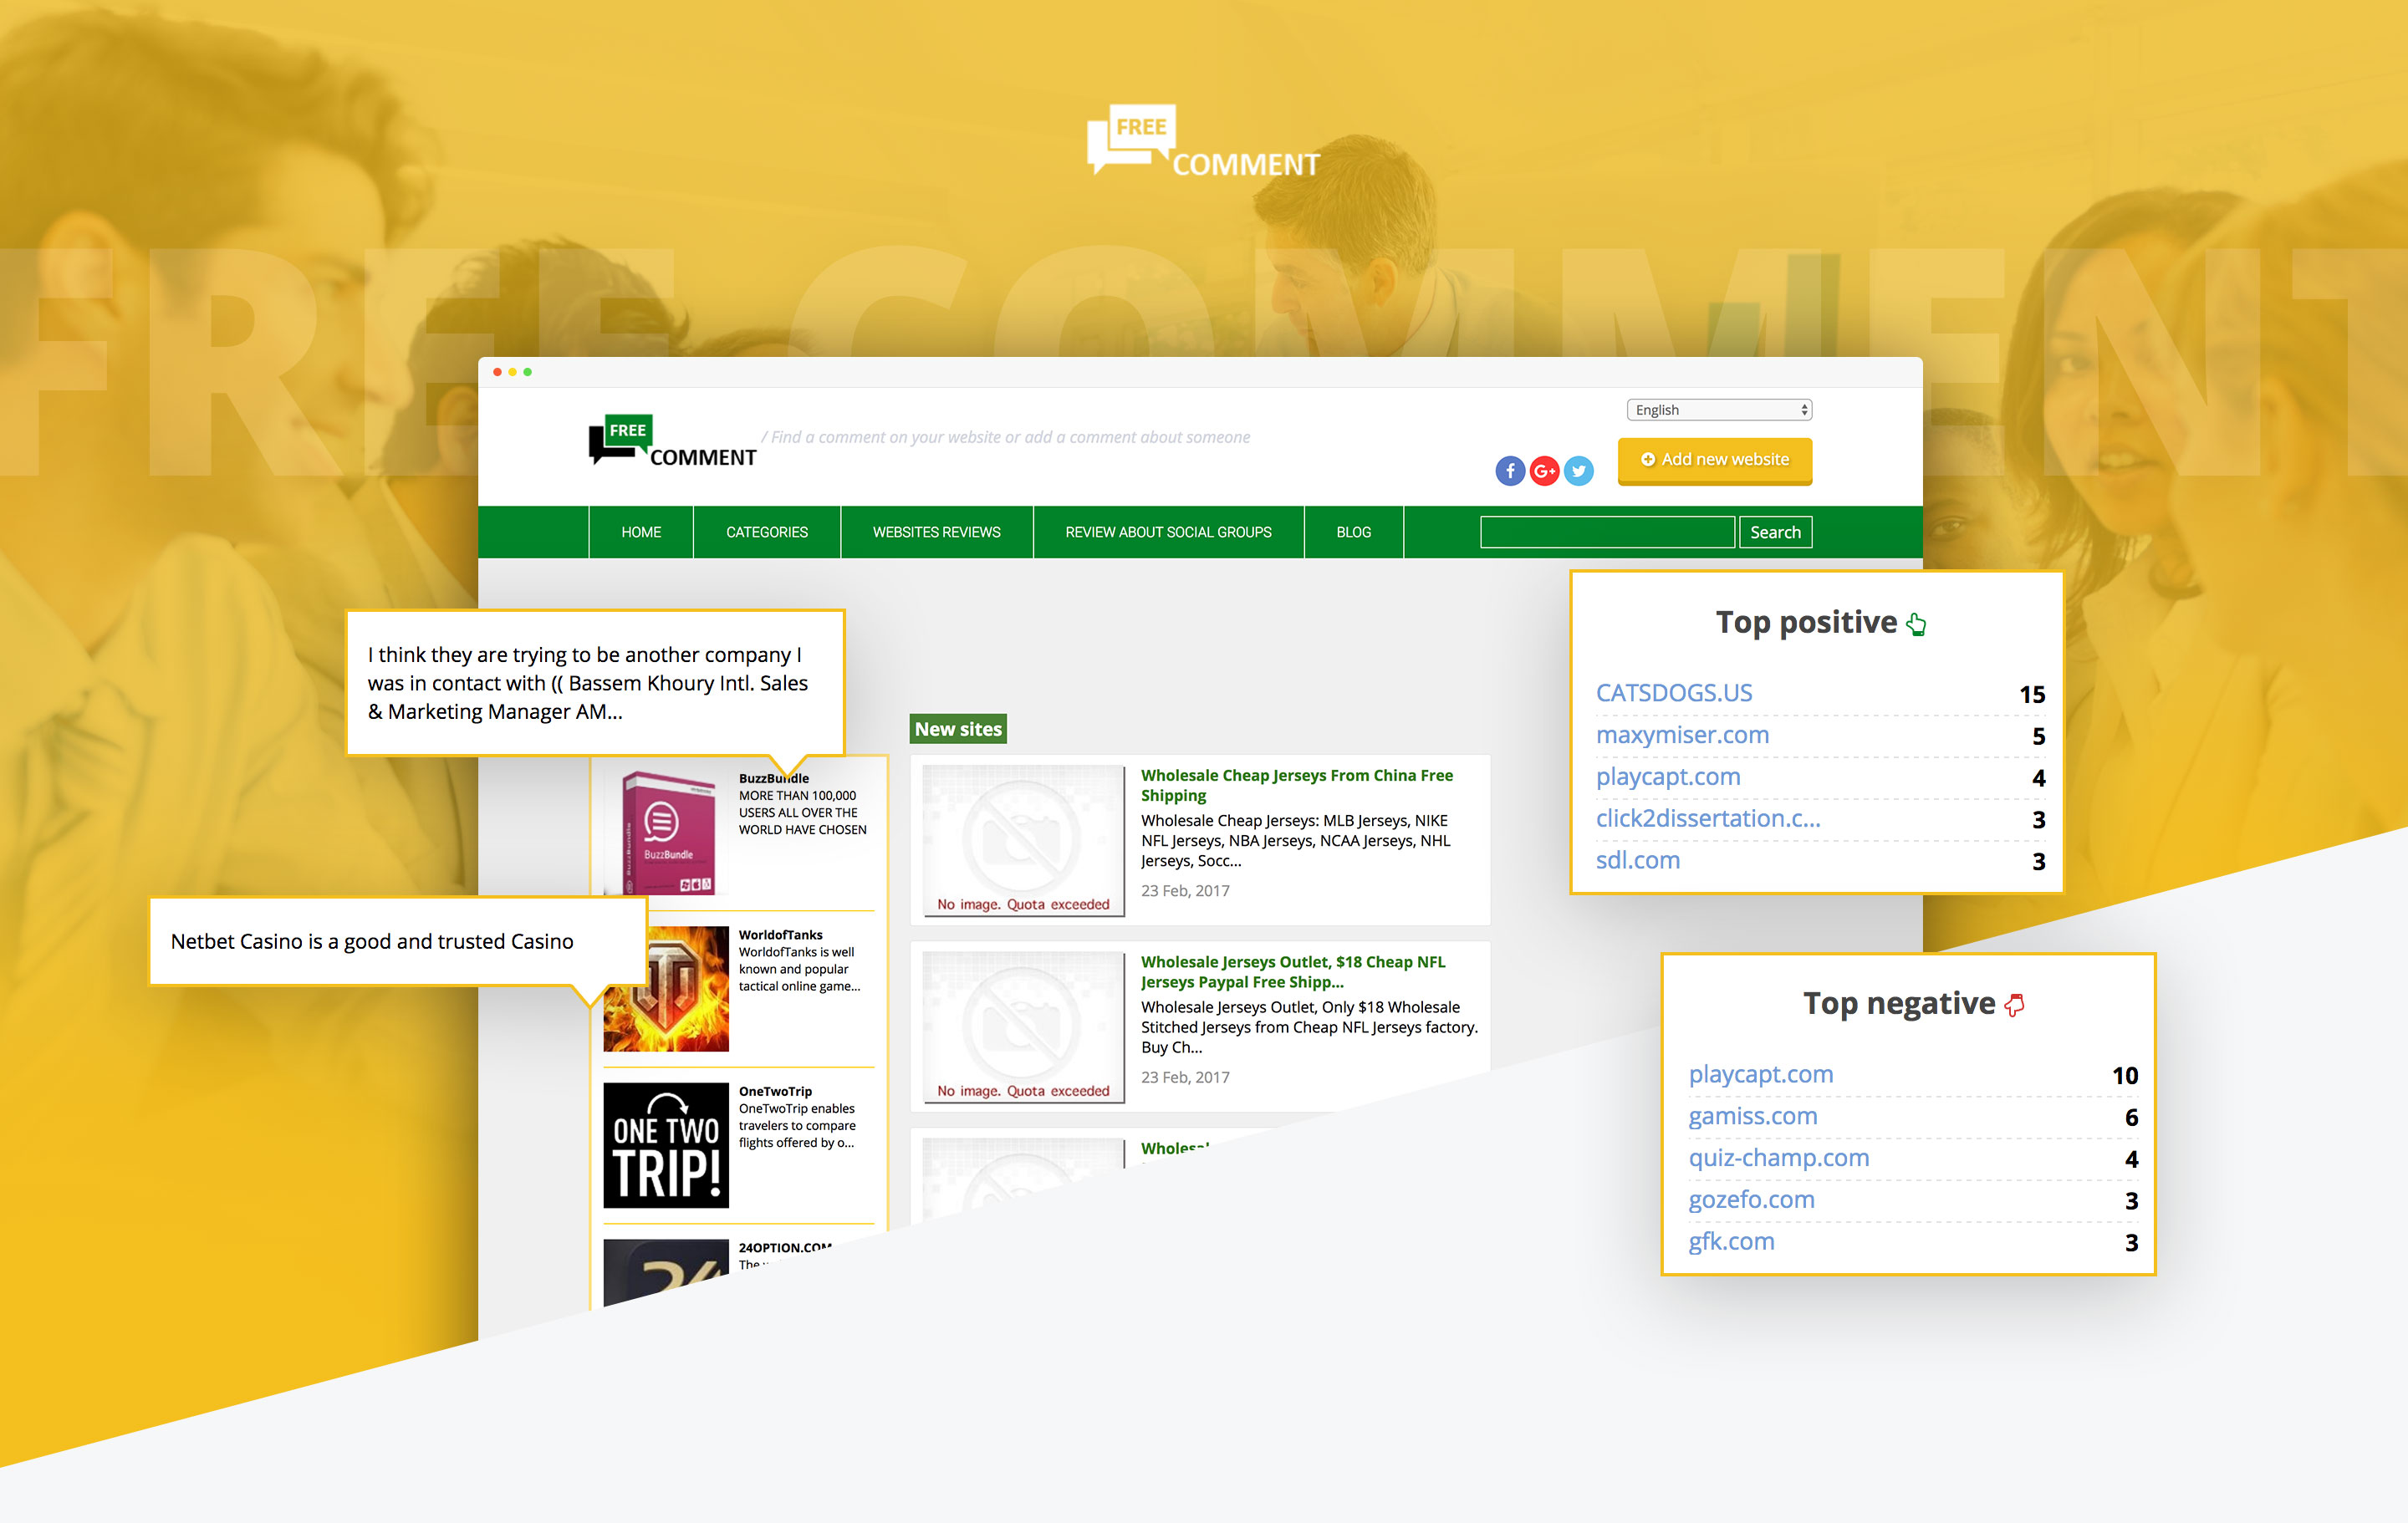 FREE
COMMENT
FREE COMMENT
English
FREE
COMMENT
/ Find a comment on your website or add a comment about someone
Add new website
HOME
CATEGORIES
WEBSITES REVIEWS
REVIEW ABOUT SOCIAL GROUPS
BLOG
Search
I think they are trying to be another company I
was in contact with (( Bassem Khoury Intl. Sales
& Marketing Manager AM...
BuzzBundle
MORE THAN 100,000
USERS ALL OVER THE
WORLD HAVE CHOSEN
BuzzBundle
BuzzBundle
Netbet Casino is a good and trusted Casino
WorldofTanks
WorldofTanks is well
known and popular
tactical online game...
OneTwoTrip
OneTwoTrip enables
travelers to compare
flights offered by o...
ONE TWO
TRIP!
24OPTION.COM
The
24
New sites
Wholesale Cheap Jerseys From China Free
Shipping
Wholesale Cheap Jerseys: MLB Jerseys, NIKE
NFL Jerseys, NBA Jerseys, NCAA Jerseys, NHL
Jerseys, Socc...
23 Feb, 2017
No image. Quota exceeded
Wholesale Jerseys Outlet, $18 Cheap NFL
Jerseys Paypal Free Shipp...
Wholesale Jerseys Outlet, Only $18 Wholesale
Stitched Jerseys from Cheap NFL Jerseys factory.
Buy Ch...
23 Feb, 2017
No image. Quota exceeded
Wholesal
Top positive
CATSDOGS.US 15
maxymiser.com 5
playcapt.com 4
click2dissertation.c... 3
sdl.com 3
Top negative
playcapt.com 10
gamiss.com 6
quiz-champ.com 4
gozefo.com 3
gfk.com 3